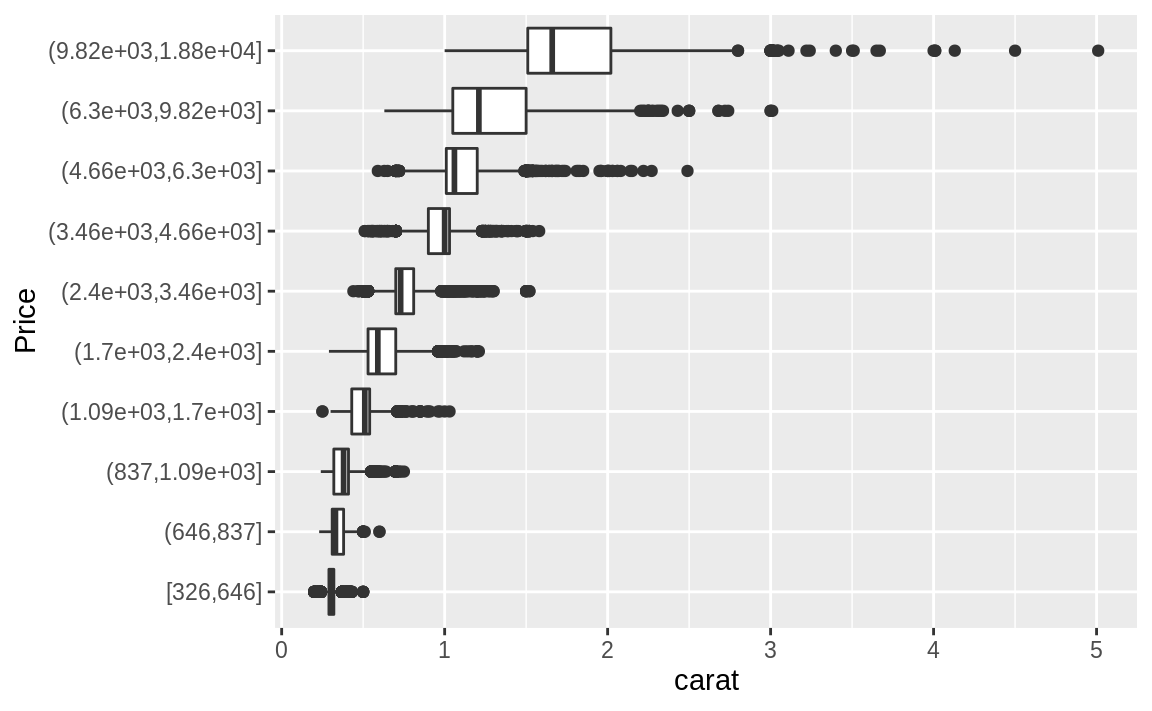 (9.82e+03,1.88e+04]
(6.3e+03,9.82e+03]
(4.66e+03,6.3e+03]
(3.46e+03,4.66e+03]
(2.4e+03,3.46e+03]
(1.7e+03,2.4e+03]
(1.09e+03,1.7e+03]
(837,1.09e+03]
(646,837]
[326,646]
Price
0 1 2 3 4 5
carat